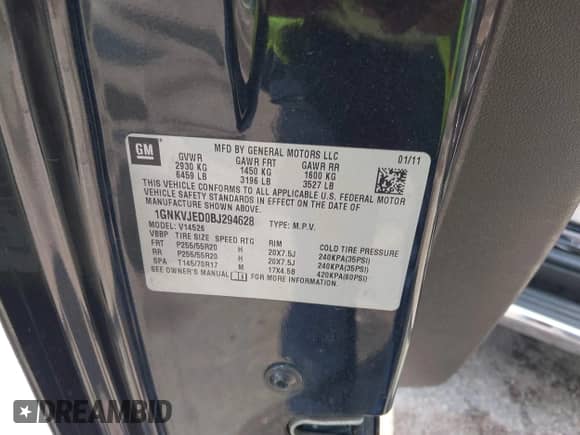 GM
MFD BY GENERAL MOTORS LLC 01/11
GVWR GAWR FRT GAWR RR
2930 KG 1450 KG 1600 KG
6459 LB 3196 LB 3527 LB
THIS VEHICLE CONFORMS TO ALL APPLICABLE U.S. FEDERAL MOTOR
VEHICLE SAFETY STANDARDS IN EFFECT ON THE DATE OF
MANUFACTURE SHOWN ABOVE.
1GNKVJED0BJ294628 TYPE: M.P.V.
MODEL: V14526
VBBP TIRE SIZE SPEED RTG RIM COLD TIRE PRESSURE
FRT P255/55R20 H 20X7.5J 240KPA(35PSI)
RR P255/55R20 H 20X7.5J 240KPA(35PSI)
SPA T145/70R17 M 17X4.5B 420KPA(60PSI)
SEE OWNER'S MANUAL FOR MORE INFORMATION.
DREAMBID